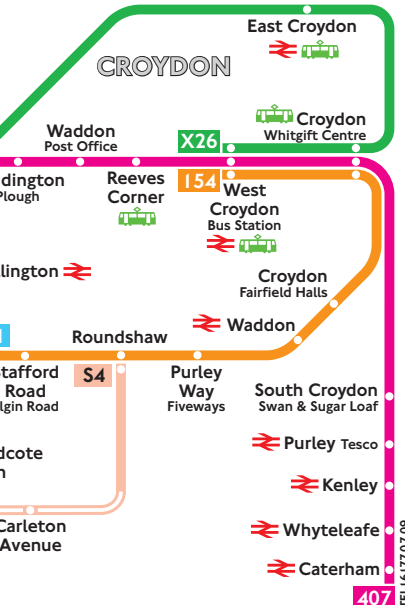 East Croydon
CROYDON
Croydon
Whitgift Centre
Waddon
Post Office
X26
154
dington
Plough
Reeves
Corner
West
Croydon
Bus Station
llington
Croydon
Fairfield Halls
Waddon
Roundshaw
Stafford
Road
lgin Road
S4
Purley
Way
Fiveways
South Croydon
Swan & Sugar Loaf
Purley Tesco
dcote
Kenley
Carleton
Avenue
Whyteleafe
Caterham
407